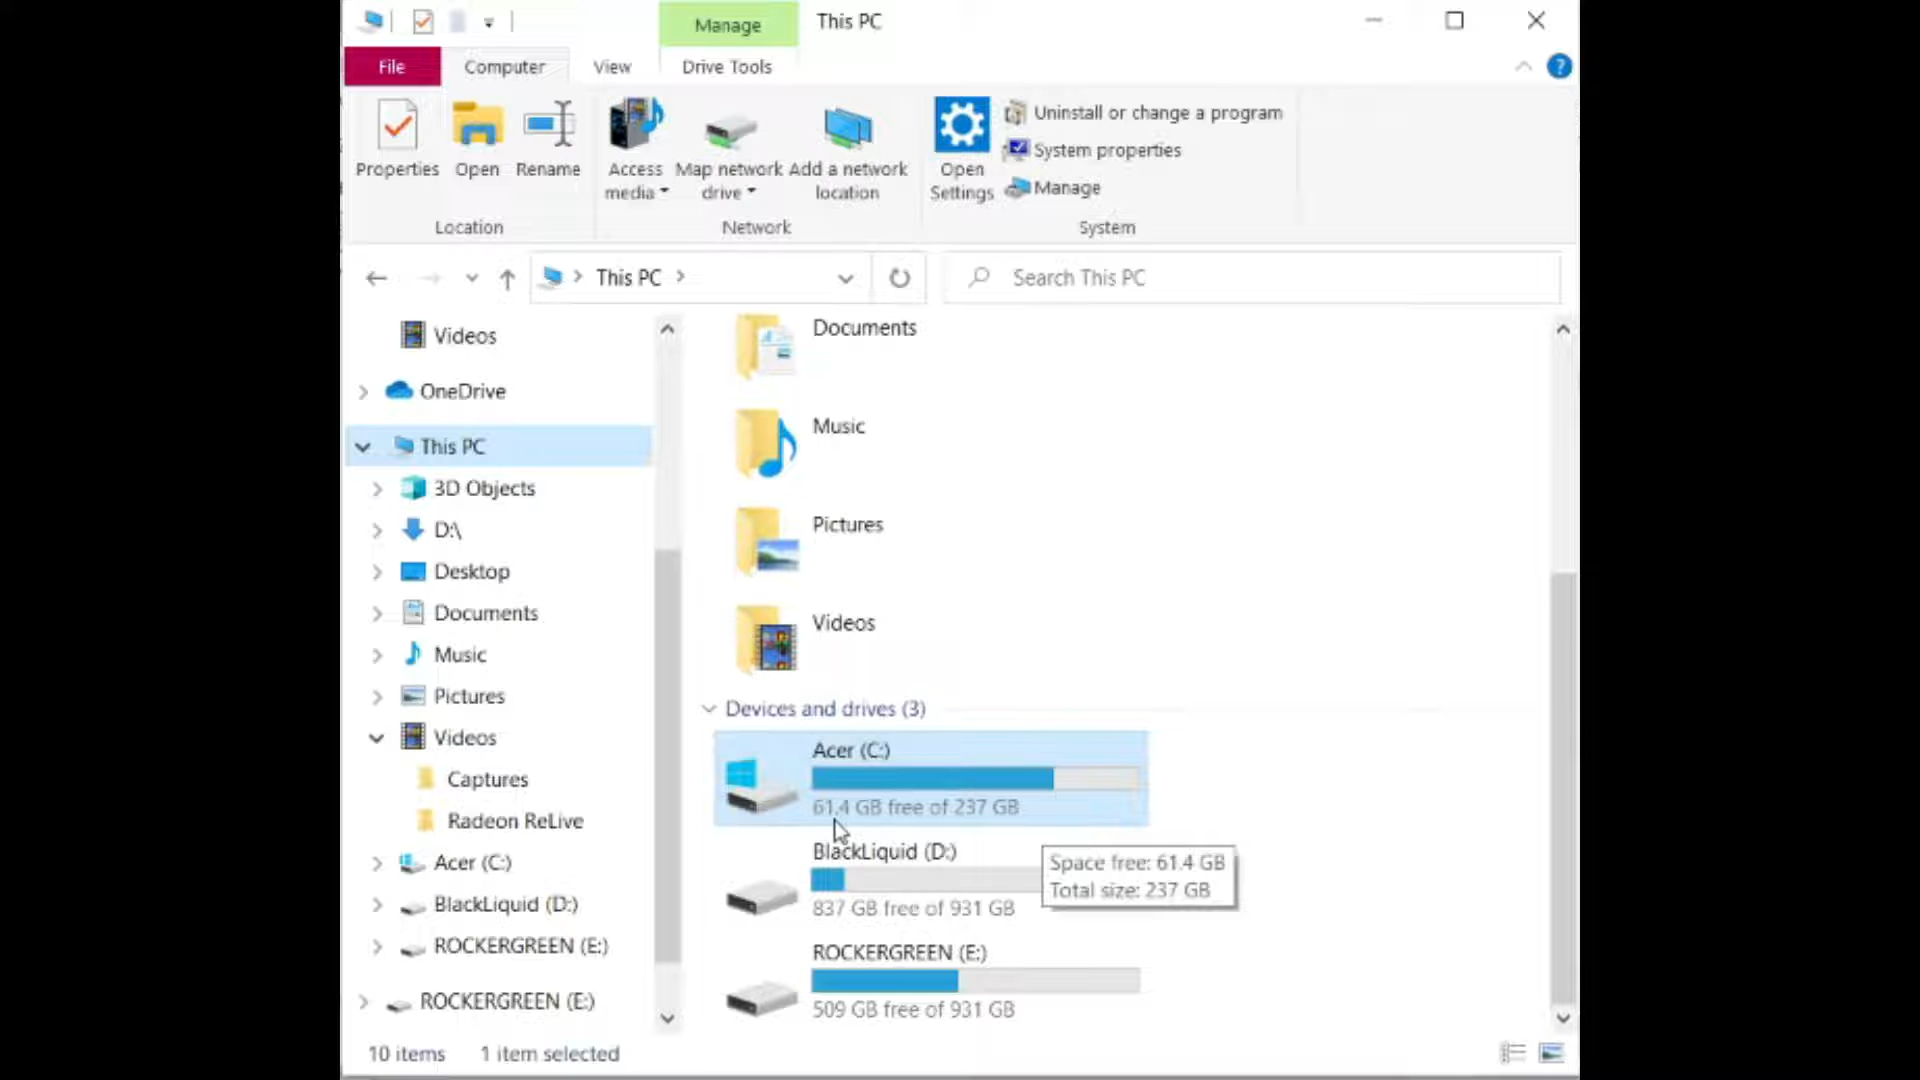 Manage
This PC
File
Computer
View
Drive Tools
Properties
Open
Rename
Access media
Map network drive
Add a network location
Open Settings
Uninstall or change a program
System properties
Manage
Location
Network
System
This PC
Search This PC
Videos
OneDrive
This PC
3D Objects
D:\
Desktop
Documents
Music
Pictures
Videos
Captures
Radeon ReLive
Acer (C:)
BlackLiquid (D:)
ROCKERGREEN (E:)
ROCKERGREEN (E:)
Documents
Music
Pictures
Videos
Devices and drives (3)
Acer (C:)
61.4 GB free of 237 GB
BlackLiquid (D:)
837 GB free of 931 GB
Space free: 61.4 GB
Total size: 237 GB
ROCKERGREEN (E:)
509 GB free of 931 GB
10 items
1 item selected